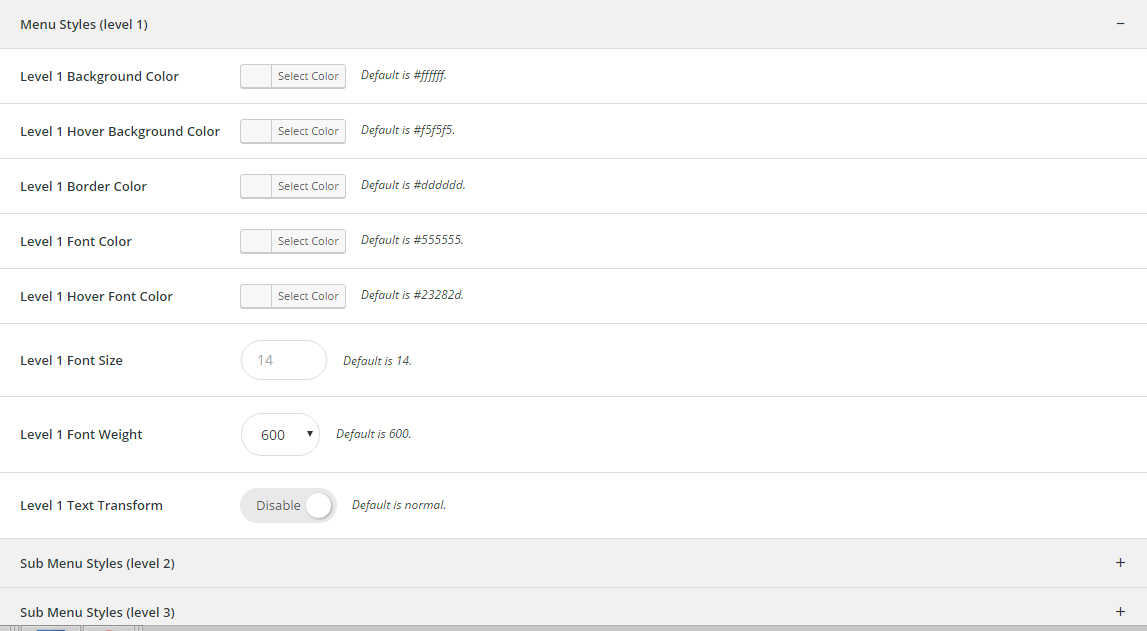 Menu Styles (level 1) −
Level 1 Background Color Select Color Default is #ffffff.
Level 1 Hover Background Color Select Color Default is #f5f5f5.
Level 1 Border Color Select Color Default is #dddddd.
Level 1 Font Color Select Color Default is #555555.
Level 1 Hover Font Color Select Color Default is #23282d.
Level 1 Font Size 14 Default is 14.
Level 1 Font Weight 600 Default is 600.
Level 1 Text Transform Disable Default is normal.
Sub Menu Styles (level 2) +
Sub Menu Styles (level 3) +